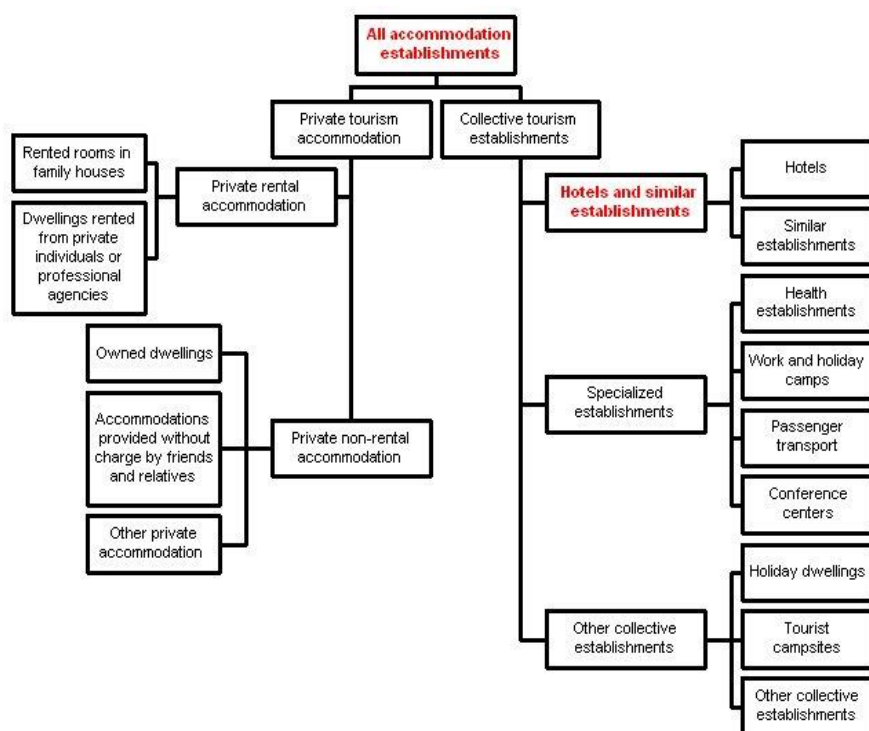 All accommodation
establishments
Private tourism
accommodation
Collective tourism
establishments
Rented rooms in
family houses
Private rental
accommodation
Dwellings rented
from private
individuals or
professional
agencies
Owned dwellings
Accommodations
provided without
charge by friends
and relatives
Private non-rental
accommodation
Other private
accommodation
Hotels and similar
establishments
Hotels
Similar
establishments
Specialized
establishments
Health
establishments
Work and holiday
camps
Passenger
transport
Conference
centers
Other collective
establishments
Holiday dwellings
Tourist
campsites
Other collective
establishments